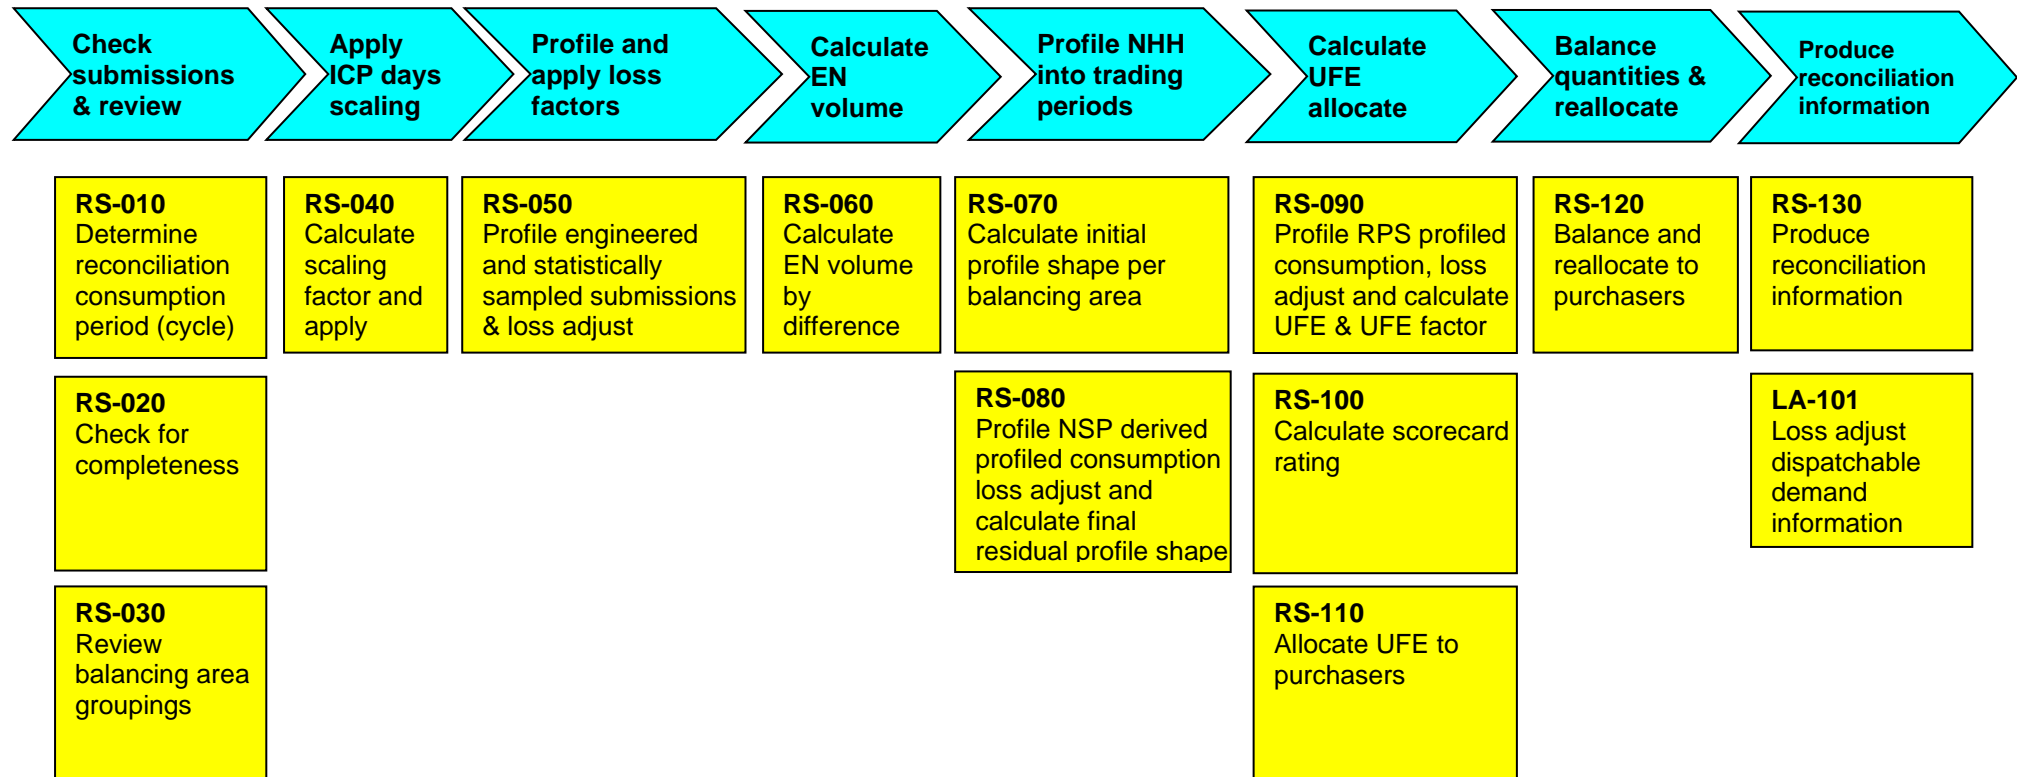 Check
submissions
& review
Apply
ICP days
scaling
Profile and
apply loss
factors
Calculate
EN
volume
Profile NHH
into trading
periods
Calculate
UFE
allocate
Balance
quantities &
reallocate
Produce
reconciliation
information
RS-010
Determine
reconciliation
consumption
period (cycle)
RS-020
Check for
completeness
RS-030
Review
balancing area
groupings
RS-040
Calculate
scaling
factor and
apply
RS-050
Profile engineered
and statistically
sampled submissions
& loss adjust
RS-060
Calculate
EN volume
by
difference
RS-070
Calculate initial
profile shape per
balancing area
RS-080
Profile NSP derived
profiled consumption
loss adjust and
calculate final
residual profile shape
RS-090
Profile RPS profiled
consumption, loss
adjust and calculate
UFE & UFE factor
RS-100
Calculate scorecard
rating
RS-110
Allocate UFE to
purchasers
RS-120
Balance and
reallocate to
purchasers
RS-130
Produce
reconciliation
information
LA-101
Loss adjust
dispatchable
demand
information